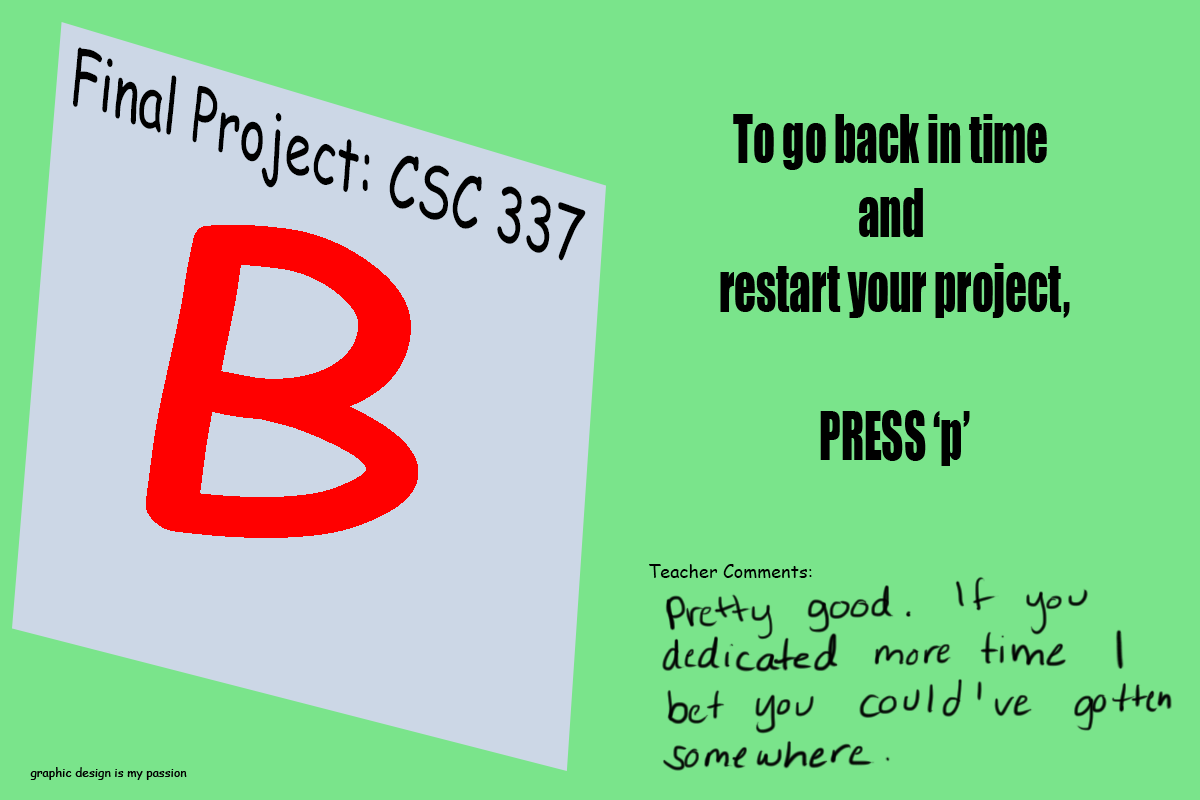 Final Project: CSC 337
B
To go back in time
and
restart your project,
PRESS ‘p’
Teacher Comments:
Pretty good. If you
dedicated more time I
bet you could've gotten
somewhere.
graphic design is my passion